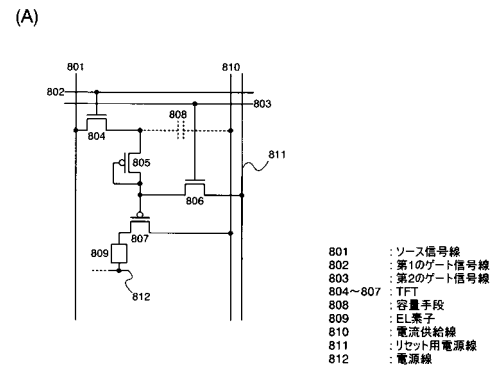 (A)
801
810
802
803
808
804
805
811
806
807
809
812
801 : ソース信号線
802 : 第1のゲート信号線
803 : 第2のゲート信号線
804～807 : TFT
808 : 容量手段
809 : EL素子
810 : 電流供給線
811 : リセット用電源線
812 : 電源線